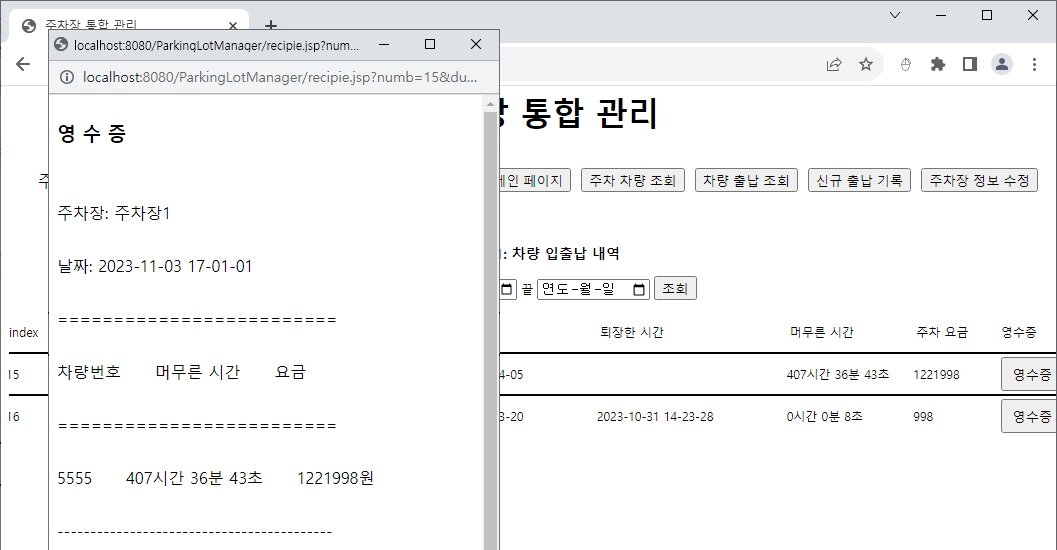 주차장 통합 관리
localhost:8080/ParkingLotManager/recipie.jsp?num...
localhost:8080/ParkingLotManager/recipie.jsp?numb=15&du...
영 수 증
주차장: 주차장1
날짜: 2023-11-03 17-01-01
=========================
차량번호 머무른 시간 요금
=========================
5555 407시간 36분 43초 1221998원
------------------------------------------
통합 관리
페이지 주차 차량 조회 차량 출납 조회 신규 출납 기록 주차장 정보 수정
: 차량 입출납 내역
끝 연도-월-일 조회
index 퇴장한 시간 머무른 시간 주차 요금 영수증
15 4-05 407시간 36분 43초 1221998 영수증
16 3-20 2023-10-31 14-23-28 0시간 0분 8초 998 영수증